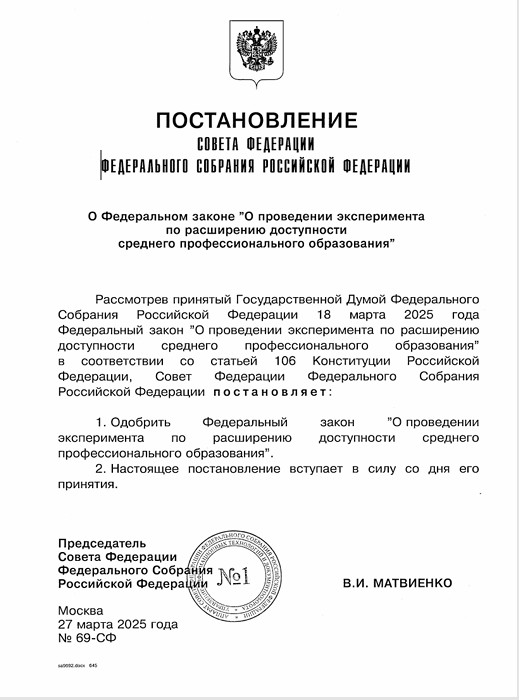 ПОСТАНОВЛЕНИЕ
СОВЕТА ФЕДЕРАЦИИ
ФЕДЕРАЛЬНОГО СОБРАНИЯ РОССИЙСКОЙ ФЕДЕРАЦИИ
О Федеральном законе "О проведении эксперимента
по расширению доступности
среднего профессионального образования"
Рассмотрев принятый Государственной Думой Федерального
Собрания Российской Федерации 18 марта 2025 года
Федеральный закон "О проведении эксперимента по расширению
доступности среднего профессионального образования"
в соответствии со статьей 106 Конституции Российской
Федерации, Совет Федерации Федерального Собрания
Российской Федерации постановляет:
1. Одобрить Федеральный закон "О проведении
эксперимента по расширению доступности среднего
профессионального образования".
2. Настоящее постановление вступает в силу со дня его
принятия.
Председатель
Совета Федерации
Федерального Собрания
Российской Федерации
В.И. МАТВИЕНКО
№1
Москва
27 марта 2025 года
№ 69-СФ